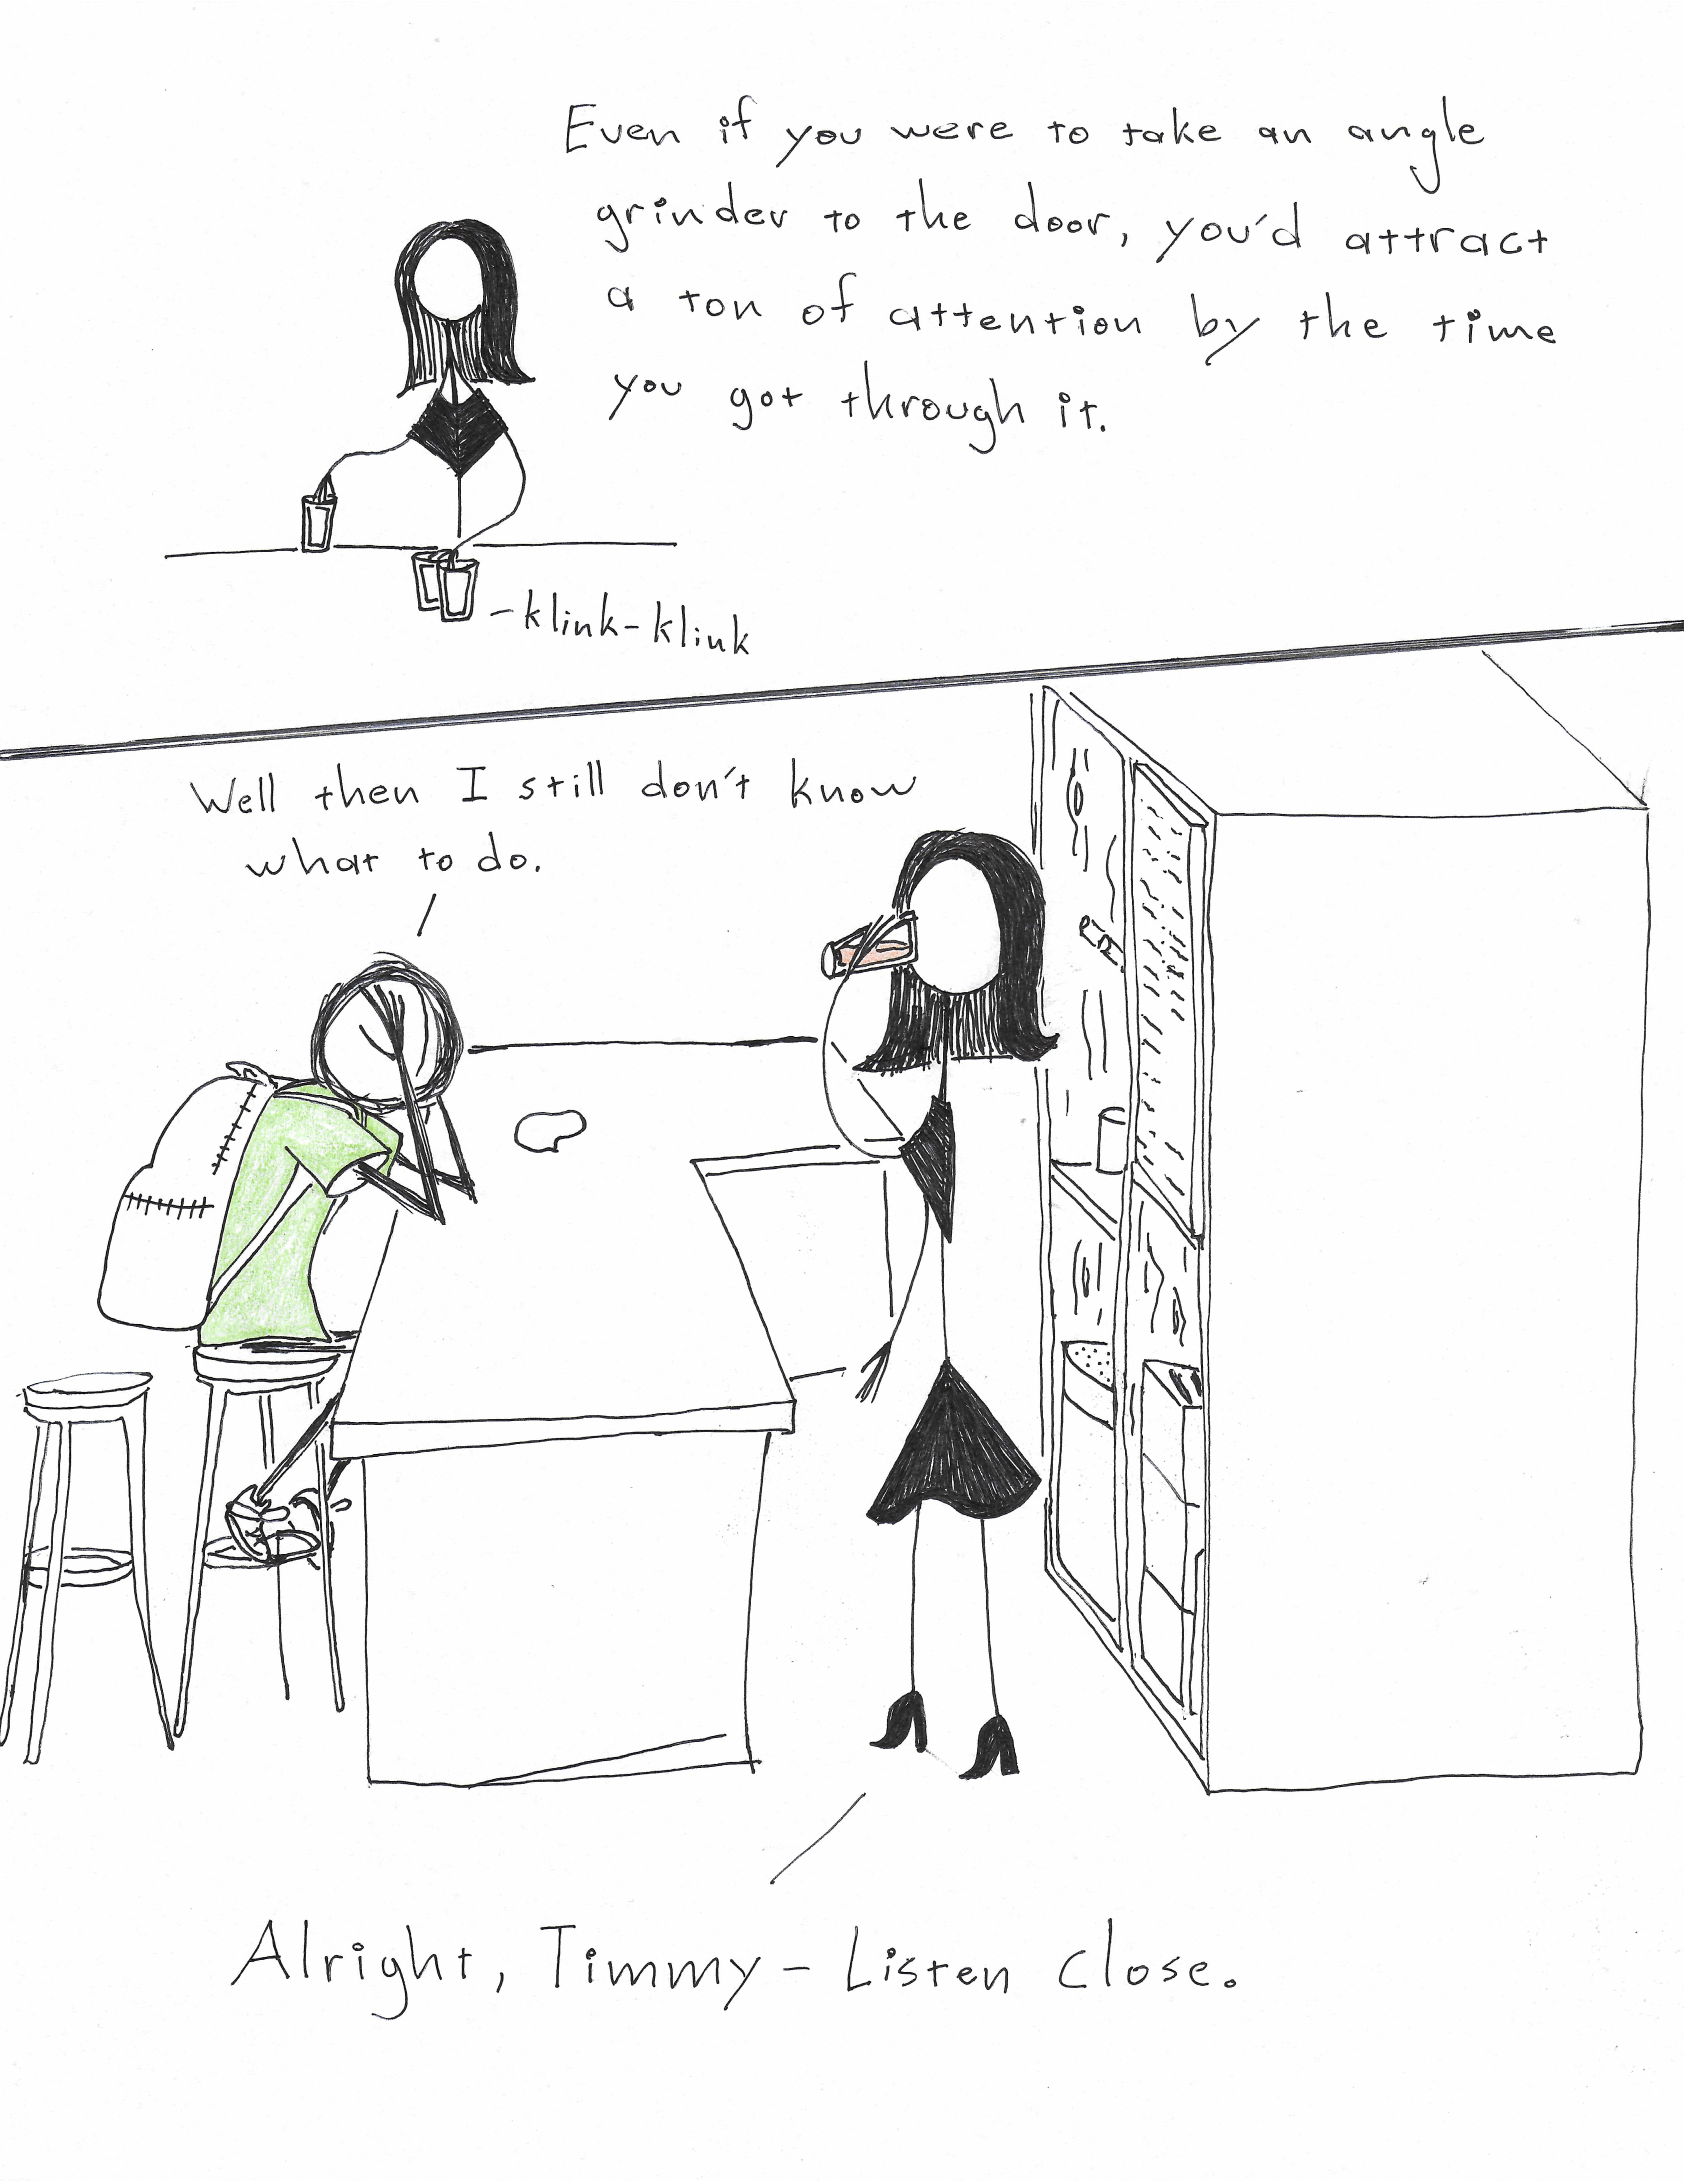 Even if you were to take an angle
grinder to the door, you'd attract
a ton of attention by the time
you got through it.
-klink-klink
Well then I still don't know
what to do.
Alright, Timmy - Listen close.